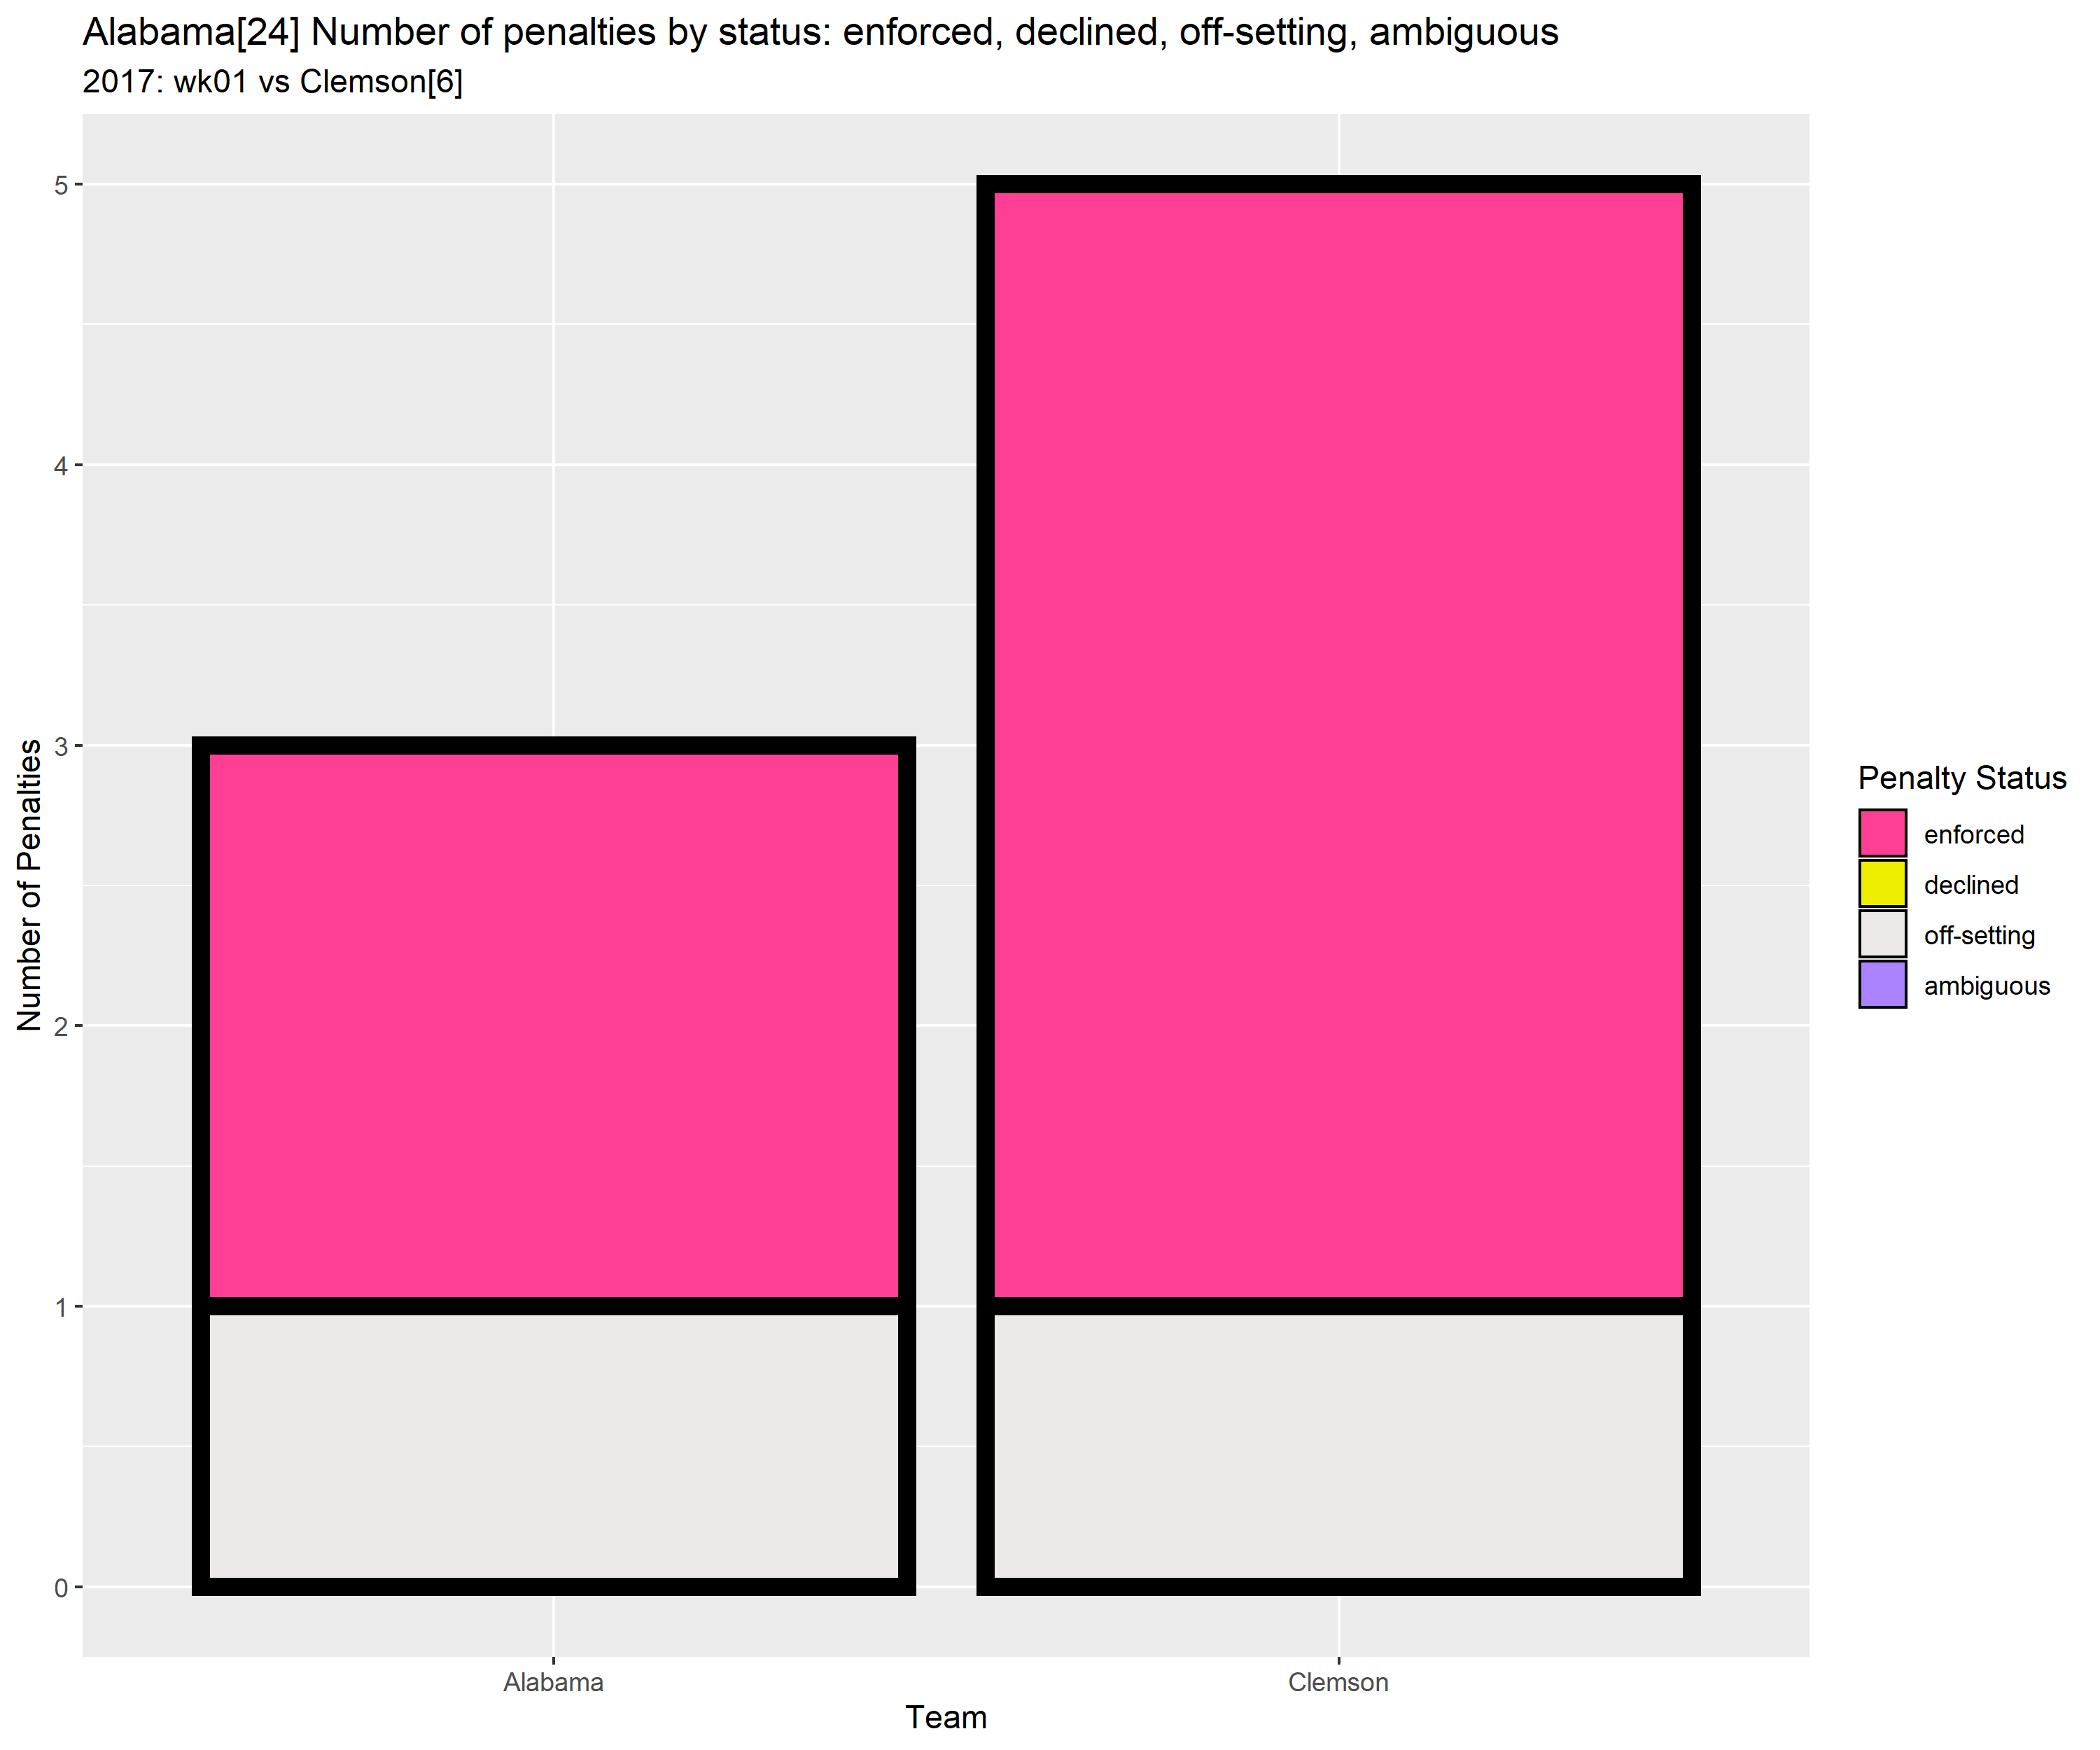 Alabama[24] Number of penalties by status: enforced, declined, off-setting, ambiguous
2017: wk01 vs Clemson[6]
Number of Penalties
5
4
3
2
1
0
Alabama
Clemson
Team
Penalty Status
enforced
declined
off-setting
ambiguous